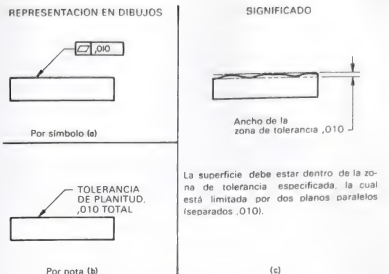 REPRESENTACION EN DIBUJOS
,010
Por símbolo (a)
TOLERANCIA
DE PLANITUD,
,010 TOTAL
Por nota (b)
SIGNIFICADO
Ancho de la
zona de tolerancia ,010
La superficie debe estar dentro de la zo-
na de tolerancia especificada, la cual
está limitada por dos planos paralelos
(separados ,010).
(c)